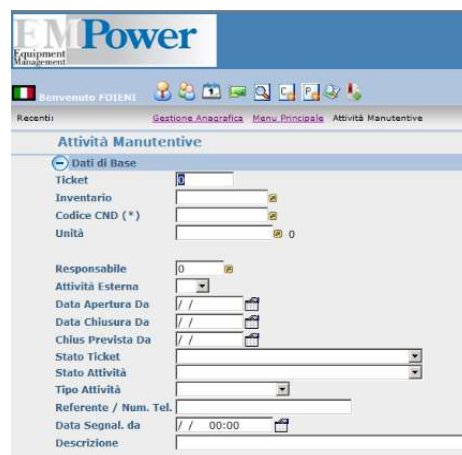 EMPower
Equipment
Management
Benvenuto FOIENI
Recenti: Gestione Anagrafica Menu Principale Attività Manutentive
Attività Manutentive
Dati di Base
Ticket 0
Inventario
Codice CND (*)
Unità 0
Responsabile 0
Attività Esterna
Data Apertura Da / /
Data Chiusura Da / /
Chius Prevista Da / /
Stato Ticket
Stato Attività
Tipo Attività
Referente / Num. Tel.
Data Segnal. da / / 00:00
Descrizione